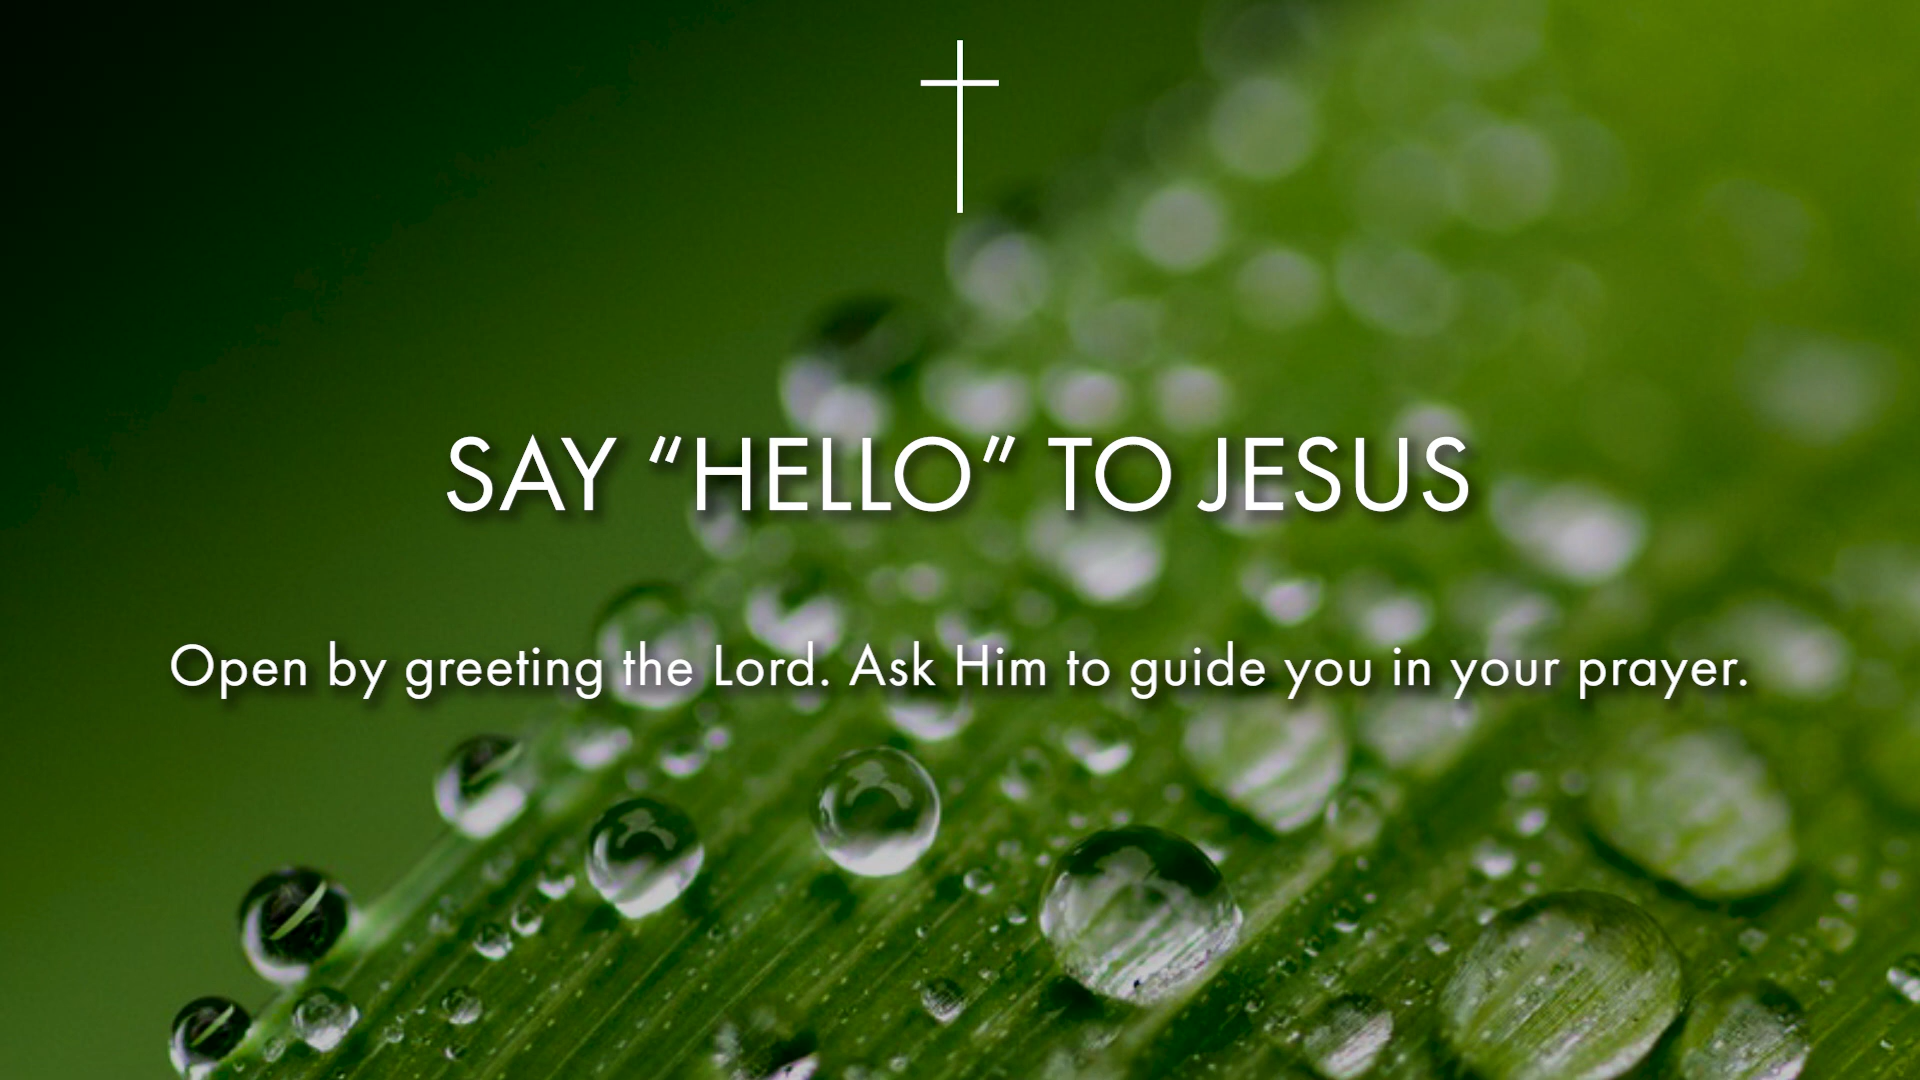 SAY “HELLO” TO JESUS
Open by greeting the Lord. Ask Him to guide you in your prayer.